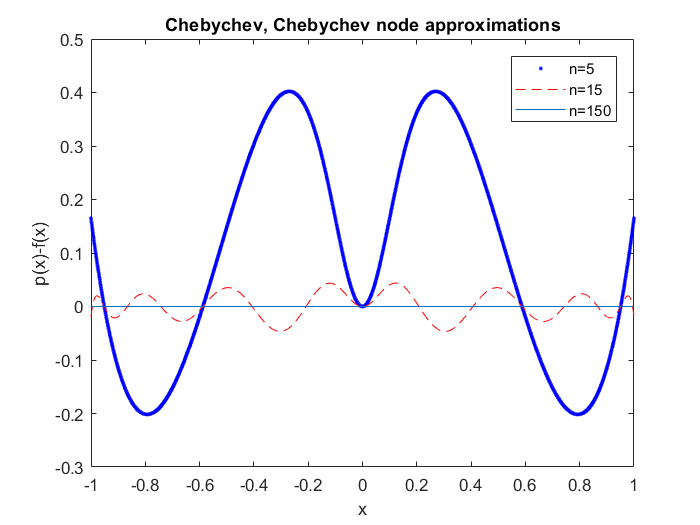 Chebychev, Chebychev node approximations
0.5
0.4
0.3
0.2
0.1
0
-0.1
-0.2
-0.3
p(x)-f(x)
n=5
n=15
n=150
-1 -0.8 -0.6 -0.4 -0.2 0 0.2 0.4 0.6 0.8 1
x